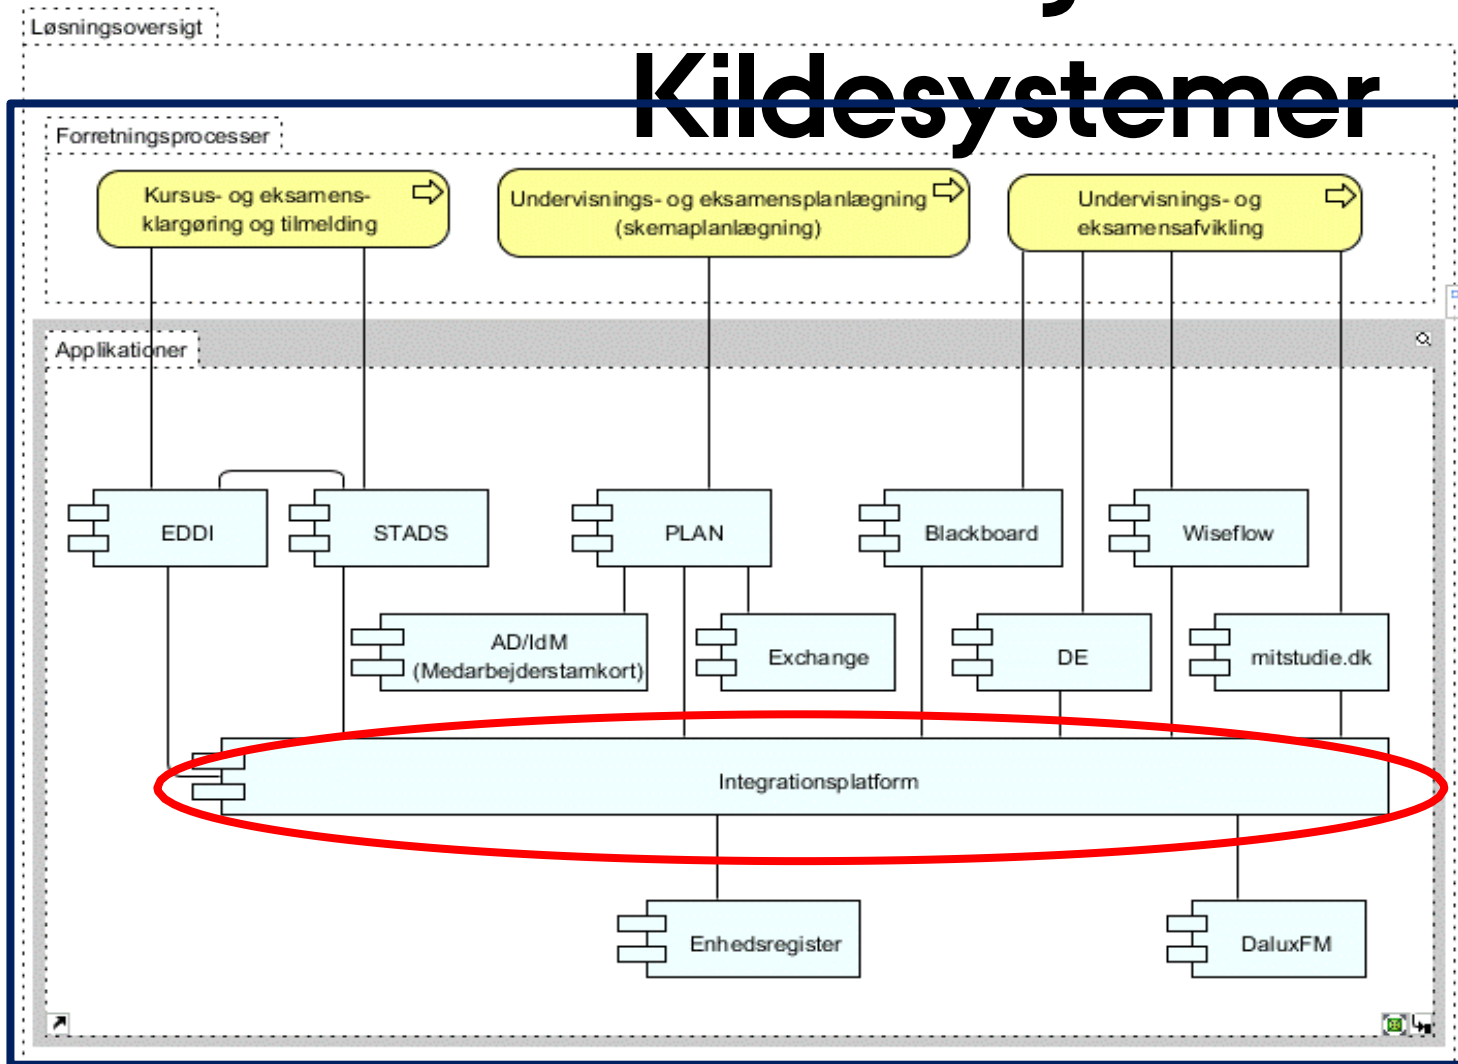 Løsningsoversigt
Kildesystemer
Forretningsprocesser
Kursus- og eksamens-
klargøring og tilmelding
Undervisnings- og eksamensplanlægning
(skemaplanlægning)
Undervisnings- og
eksamensafvikling
Applikationer
EDDI
STADS
PLAN
Blackboard
Wiseflow
AD/IdM
(Medarbejderstamkort)
Exchange
DE
mitstudie.dk
Integrationsplatform
Enhedsregister
DaluxFM